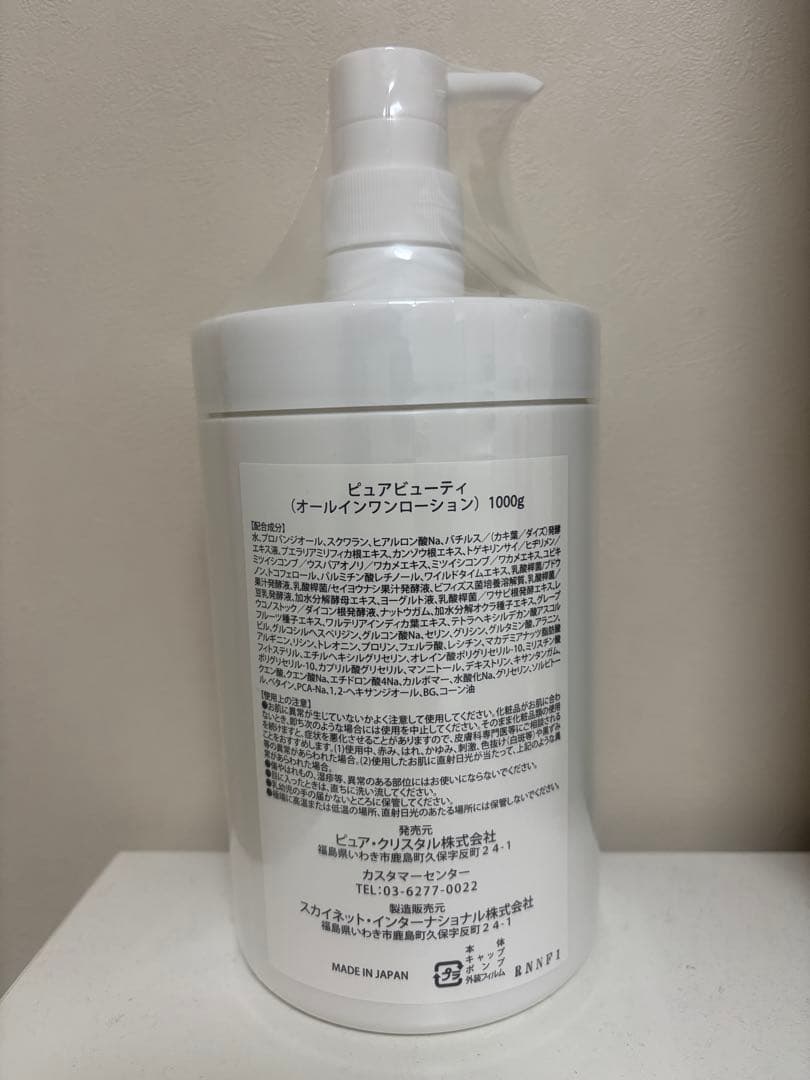 ピュアビューティ
(オールインワンローション) 1000g
【配合成分】
水、プロパンジオール、スクワラン、ヒアルロン酸Na、バチルス/(カキ葉/ダイズ)発酵
エキス液、プエラリアミリフィカ根エキス、カンゾウ根エキス、トゲキリンサイ/ヒヂリメン/
ミツイシコンブ/ウスバアオノリ/ワカメエキス、ミツイシコンブ/ワカメエキス、ユビキ
ノン、トコフェロール、パルミチン酸レチノール、ワイルドタイムエキス、乳酸桿菌/ブドウ
果汁発酵液、乳酸桿菌/セイヨウナシ果汁発酵液、ビフィズス菌培養溶解質、乳酸桿菌/
豆乳発酵液、加水分解酵母エキス、ヨーグルト液、乳酸桿菌/ワサビ根発酵エキス、レ
ウコノストック/ダイコン根発酵液、ナットウガム、加水分解オクラ種子エキス、グレープ
フルーツ種子エキス、ワルテリアインディカ葉エキス、テトラヘキシルデカン酸アスコル
ビル、グルコシルヘスペリジン、グルコン酸Na、セリン、グリシン、グルタミン酸、アラニン、
アルギニン、リシン、トレオニン、プロリン、フェルラ酸、レシチン、マカデミアナッツ脂肪酸
フィトステリル、エチルヘキシルグリセリン、オレイン酸ポリグリセリル-10、ミリスチン酸
ポリグリセリル-10、カプリル酸グリセリル、マンニトール、デキストリン、キサンタンガム、
クエン酸、クエン酸Na、エチドロン酸4Na、カルボマー、水酸化Na、グリセリン、ソルビトー
ル、ベタイン、PCA-Na、1,2-ヘキサンジオール、BG、コーン油
【使用上の注意】
●お肌に異常が生じていないかよく注意して使用してください。化粧品がお肌に合わ
ないとき、即ち次のような場合には使用を中止してください。そのまま化粧品類の使用
を続けますと、症状を悪化させることがありますので、皮膚科専門医等にご相談される
ことをおすすめします。(1)使用中、赤み、はれ、かゆみ、刺激、色抜け(白斑等)や黒ずみ
等の異常があらわれた場合。(2)使用したお肌に直射日光が当たって、上記のような異
常があらわれた場合。
●傷やはれもの、湿疹等、異常のある部位にはお使いにならないでください。
●目に入ったときは、直ちに洗い流してください。
●乳幼児の手の届かないところに保管してください。
●極端に高温または低温の場所、直射日光のあたる場所には保管しないでください。
発売元
ピュア・クリスタル株式会社
福島県いわき市鹿島町久保字反町24-1
カスタマーセンター
TEL:03-6277-0022
製造販売元
スカイネット・インターナショナル株式会社
福島県いわき市鹿島町久保字反町24-1
MADE IN JAPAN
プラ
本体
キャップ
ポンプ
外装フィルム
RNNF1